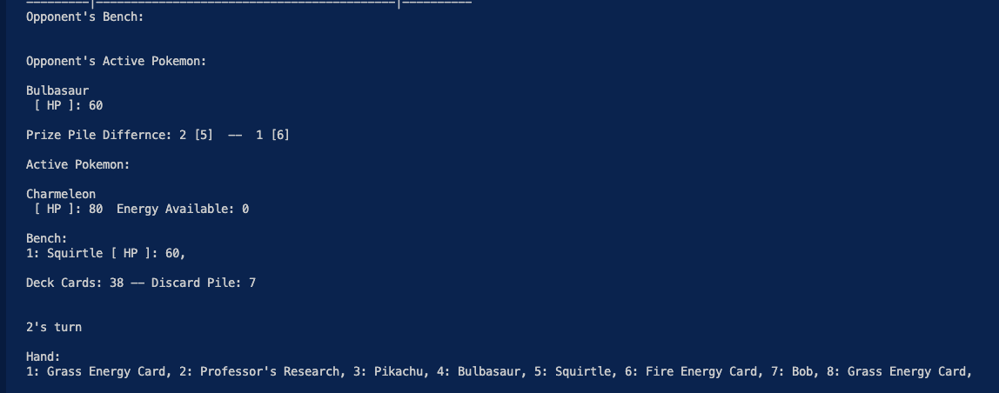 Opponent's Bench:
Opponent's Active Pokemon:
Bulbasaur
[ HP ]: 60
Prize Pile Differnce: 2 [5]  --  1 [6]
Active Pokemon:
Charmeleon
[ HP ]: 80  Energy Available: 0
Bench:
1: Squirtle [ HP ]: 60,
Deck Cards: 38 -- Discard Pile: 7
2's turn
Hand:
1: Grass Energy Card, 2: Professor's Research, 3: Pikachu, 4: Bulbasaur, 5: Squirtle, 6: Fire Energy Card, 7: Bob, 8: Grass Energy Card,